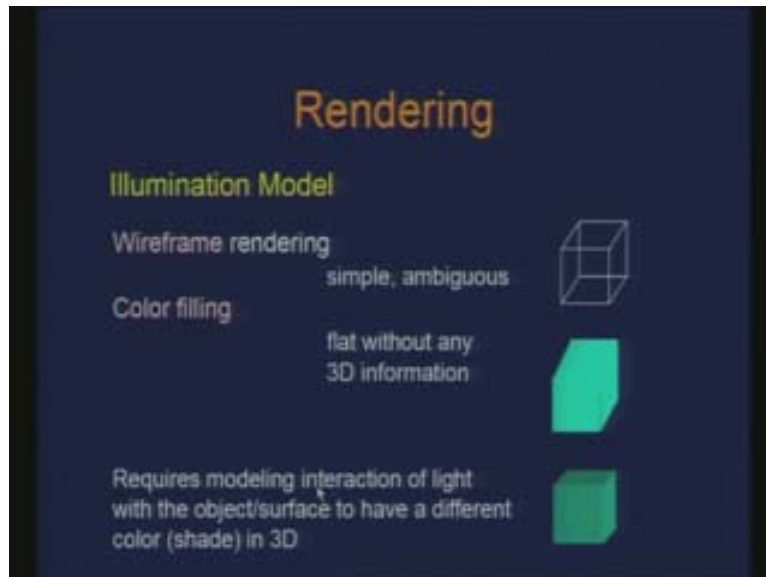 Rendering
Illumination Model
Wireframe rendering
simple, ambiguous
Color filling
flat without any
3D information
Requires modeling interaction of light
with the object/surface to have a different
color (shade) in 3D